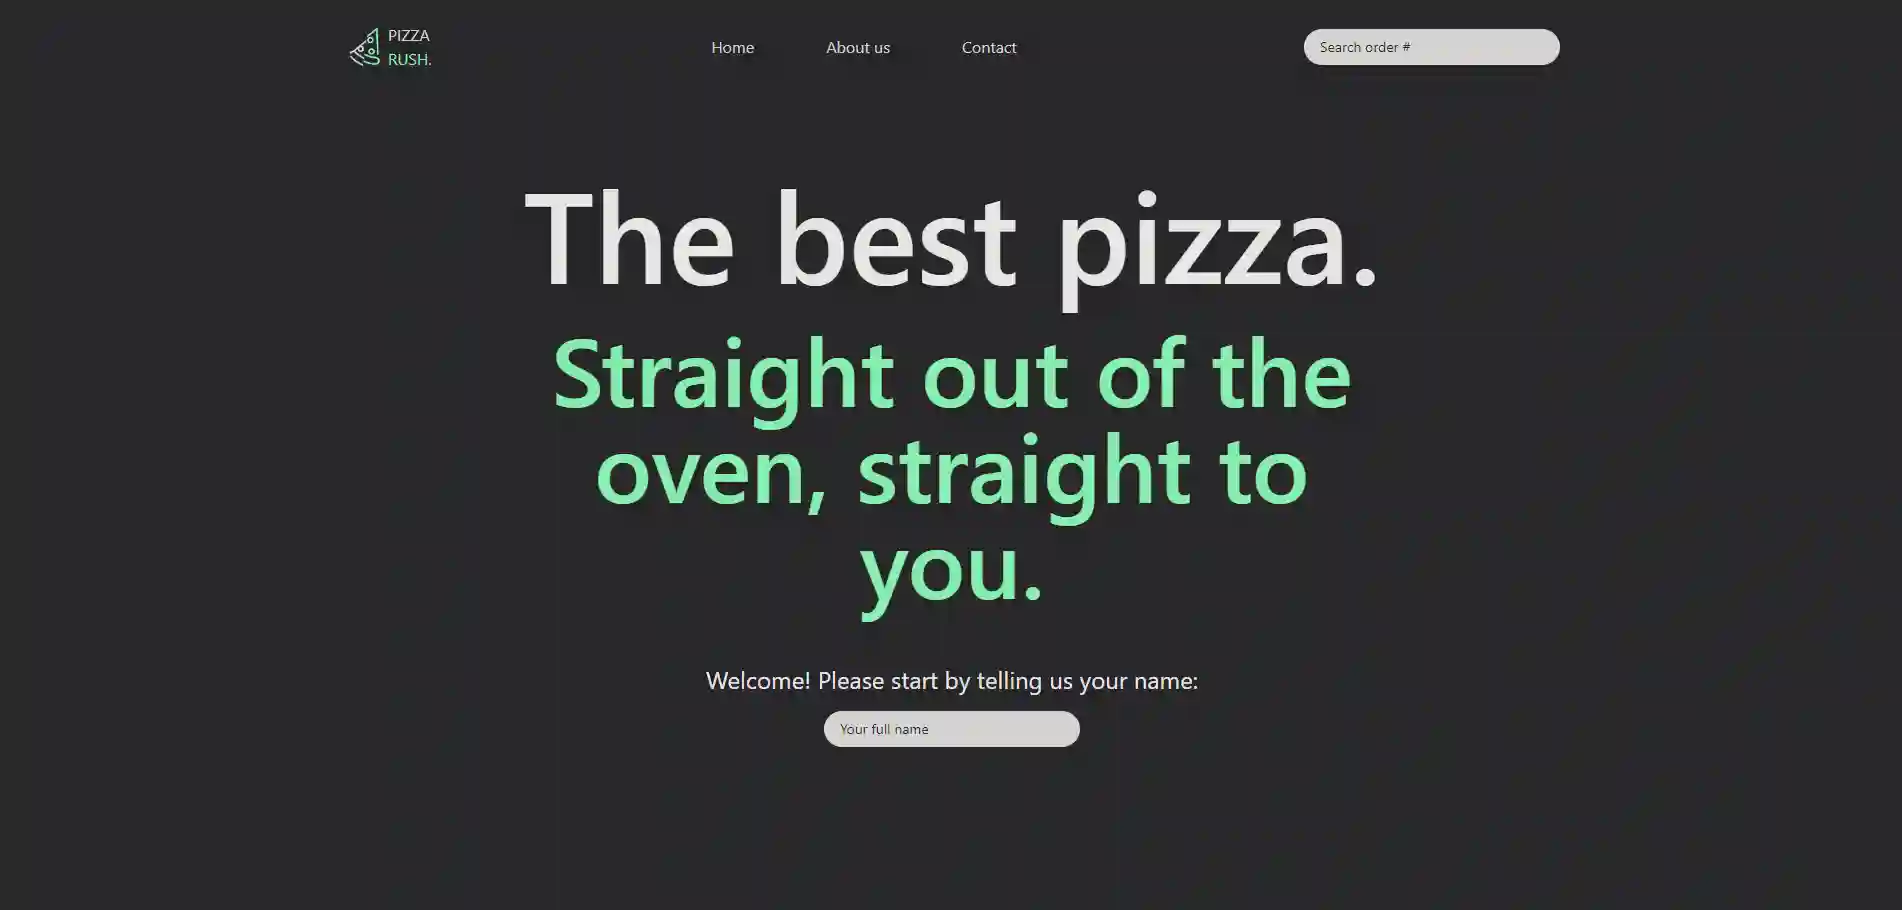 PIZZA
RUSH.
Home
About us
Contact
Search order #
The best pizza.
Straight out of the
oven, straight to
you.
Welcome! Please start by telling us your name:
Your full name